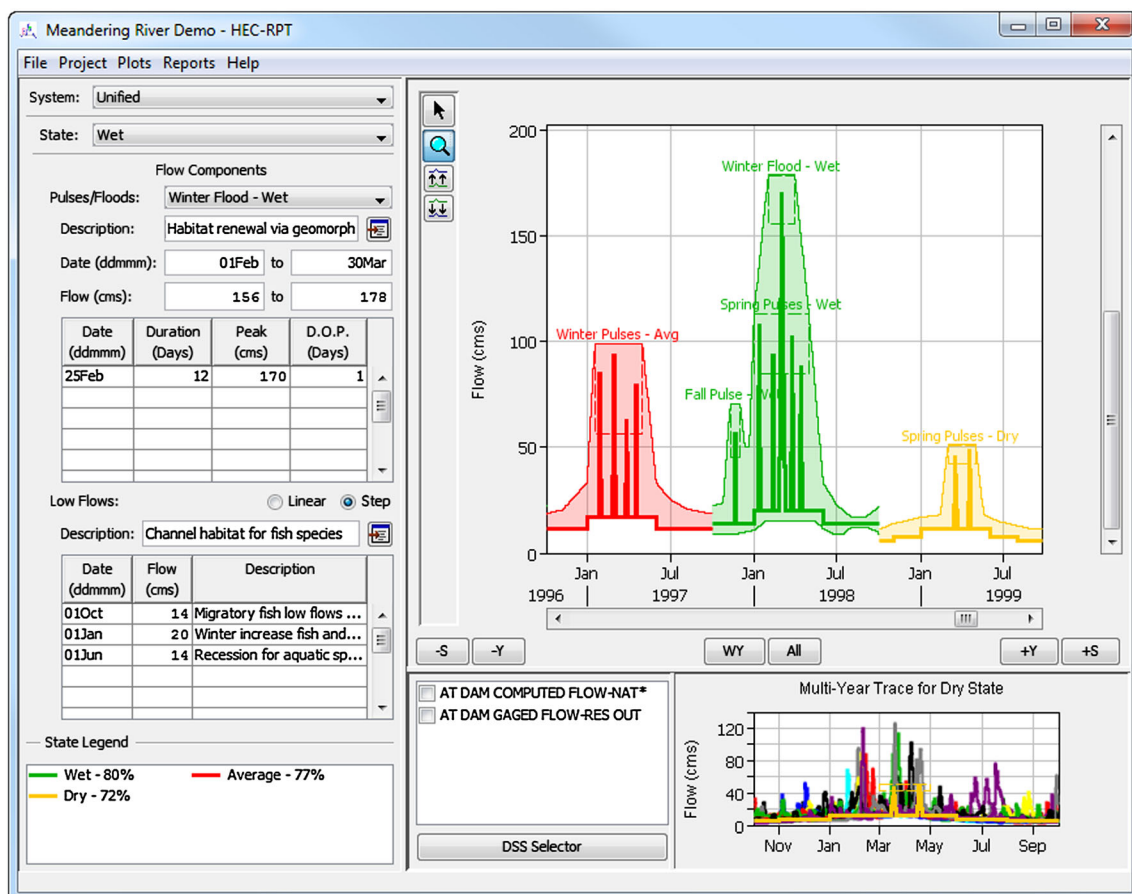 Meandering River Demo - HEC-RPT
File Project Plots Reports Help
System: Unified
State: Wet
Flow Components
Pulses/Floods: Winter Flood - Wet
Description: Habitat renewal via geomorph
Date (ddmmm): 01Feb to 30Mar
Flow (cms): 156 to 178
Date Duration Peak D.O.P.
(ddmmm) (Days) (cms) (Days)
25Feb 12 170 1
Low Flows: Linear Step
Description: Channel habitat for fish species
Date Flow Description
(ddmmm) (cms)
01Oct 14 Migratory fish low flows ...
01Jan 20 Winter increase fish and...
01Jun 14 Recession for aquatic sp...
State Legend
Wet - 80% Average - 77%
Dry - 72%
200
150
100
50
0
Flow (cms)
Winter Flood - Wet
Spring Pulses - Wet
Winter Pulses - Avg
Fall Pulse - Wet
Spring Pulses - Dry
Jan Jul Jan Jul Jan Jul
1996 1997 1998 1999
-S -Y WY All +Y +S
AT DAM COMPUTED FLOW-NAT*
AT DAM GAGED FLOW-RES OUT
DSS Selector
Multi-Year Trace for Dry State
120
80
40
0
Flow (cms)
Nov Jan Mar May Jul Sep